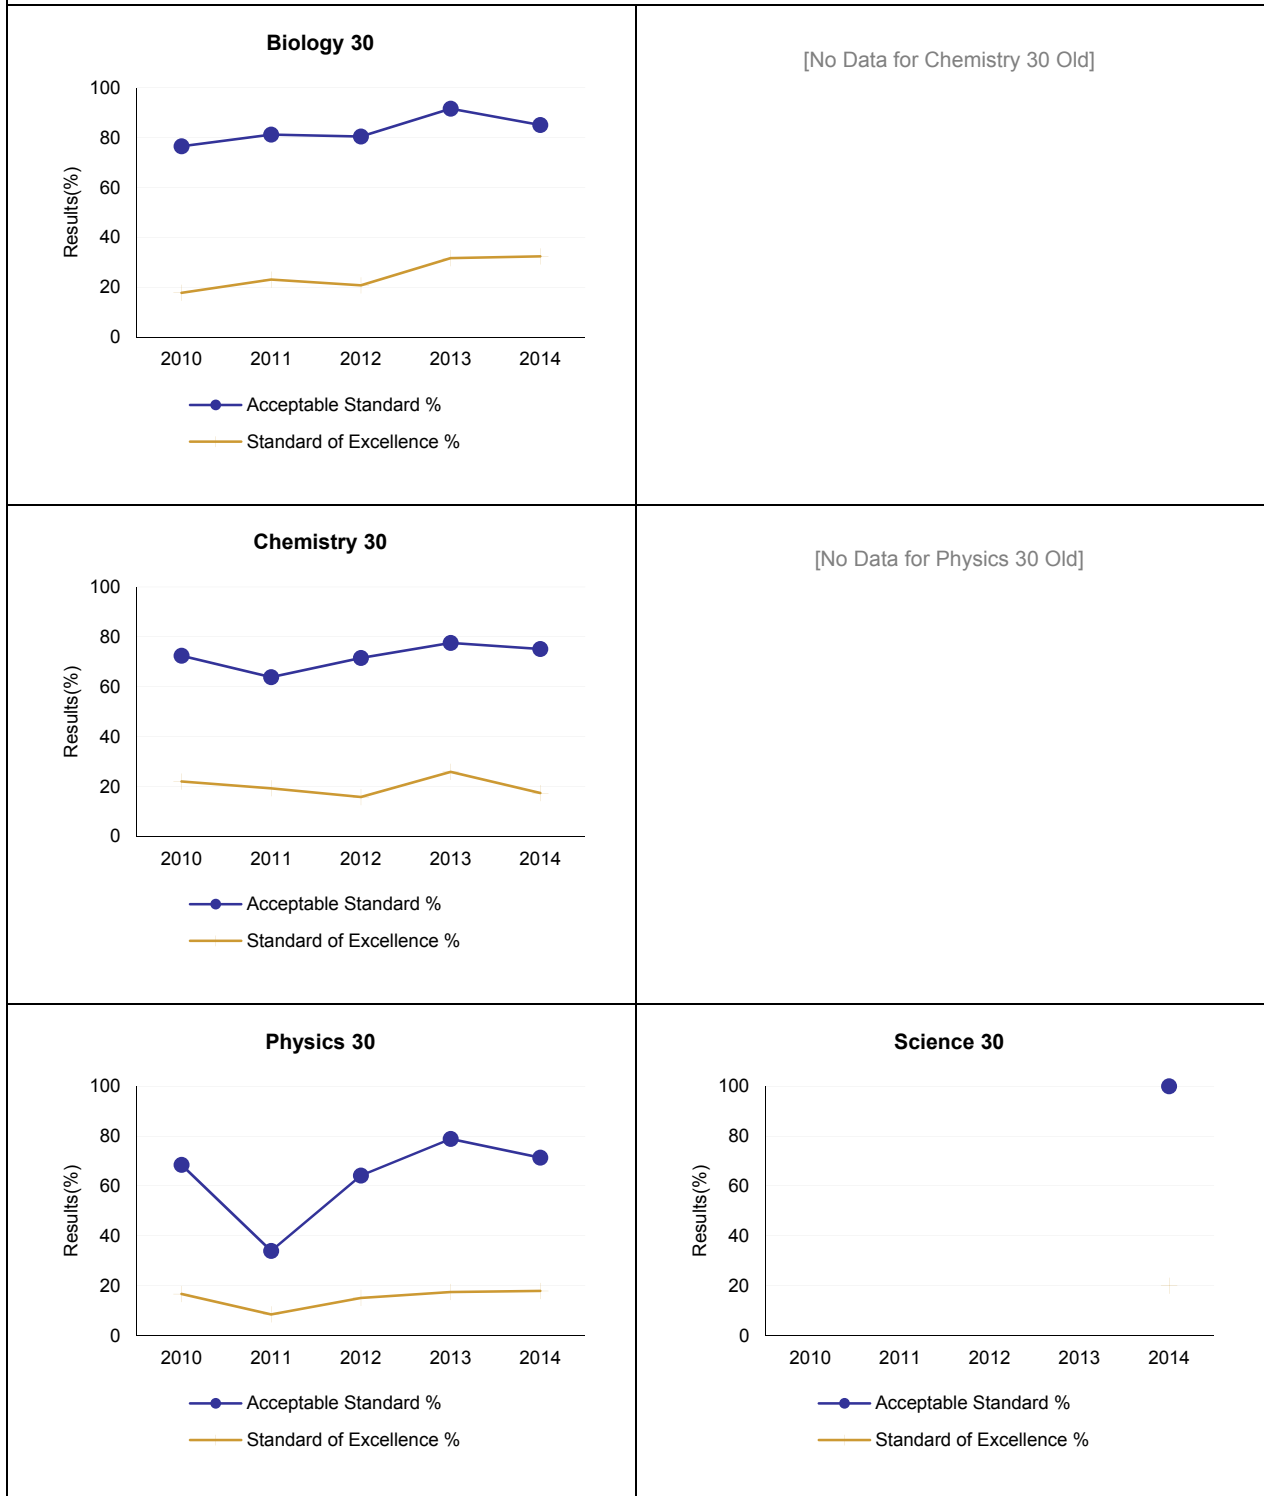 Biology 30
100
80
60
40
20
0
Results(%)
2010 2011 2012 2013 2014
Acceptable Standard %
Standard of Excellence %
[No Data for Chemistry 30 Old]
Chemistry 30
100
80
60
40
20
0
Results(%)
2010 2011 2012 2013 2014
Acceptable Standard %
Standard of Excellence %
[No Data for Physics 30 Old]
Physics 30
100
80
60
40
20
0
Results(%)
2010 2011 2012 2013 2014
Acceptable Standard %
Standard of Excellence %
Science 30
100
80
60
40
20
0
Results(%)
2010 2011 2012 2013 2014
Acceptable Standard %
Standard of Excellence %